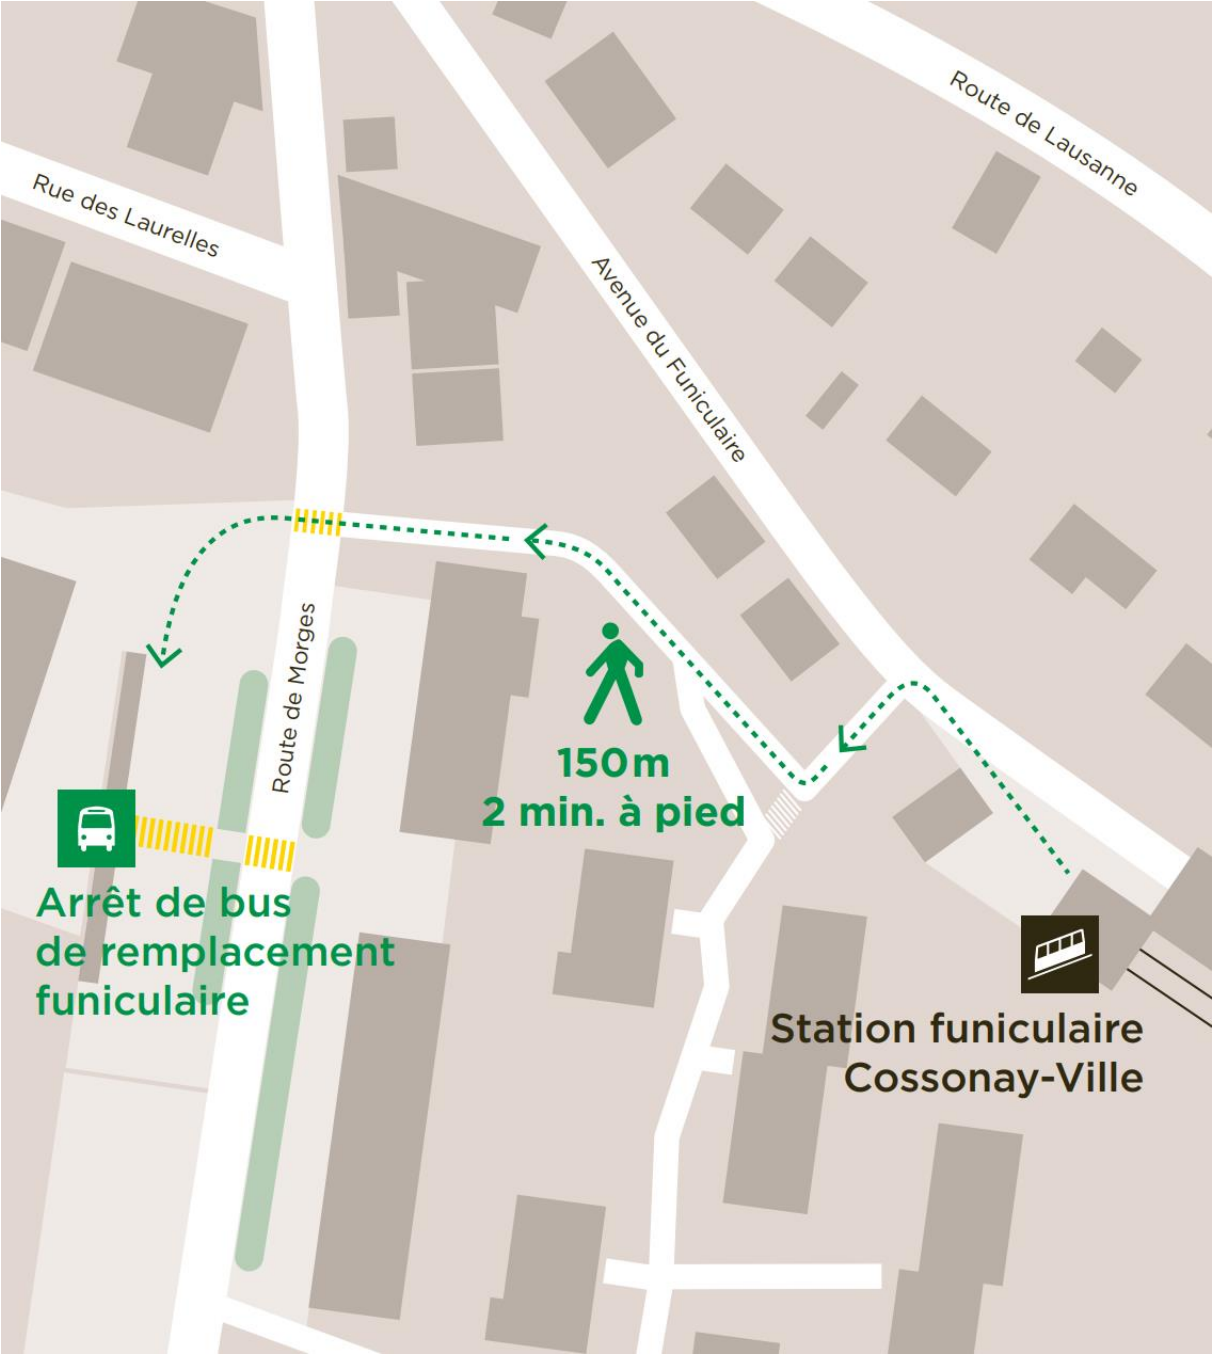 Route de Lausanne
Rue des Laurelles
Avenue du Funiculaire
Route de Morges
150 m
2 min. à pied
Arrêt de bus
de remplacement
funiculaire
Station funiculaire
Cossonay-Ville